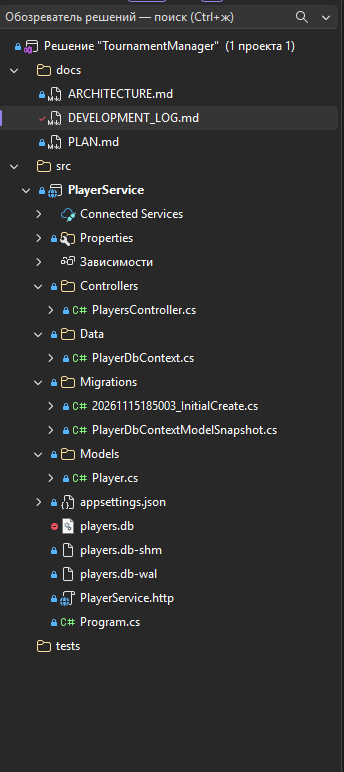 Обозреватель решений — поиск (Ctrl+ж)
Решение "TournamentManager" (1 проекта 1)
docs
ARCHITECTURE.md
DEVELOPMENT_LOG.md
PLAN.md
src
PlayerService
Connected Services
Properties
Зависимости
Controllers
C# PlayersController.cs
Data
C# PlayerDbContext.cs
Migrations
C# 20261115185003_InitialCreate.cs
C# PlayerDbContextModelSnapshot.cs
Models
C# Player.cs
appsettings.json
players.db
players.db-shm
players.db-wal
PlayerService.http
C# Program.cs
tests